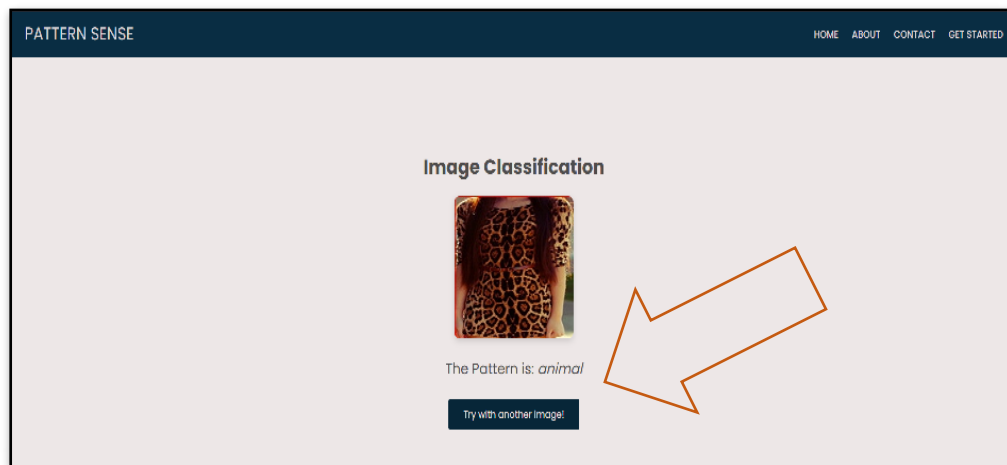 PATTERN SENSE
HOME ABOUT CONTACT GET STARTED
Image Classification
The Pattern is: animal
Try with another Image!